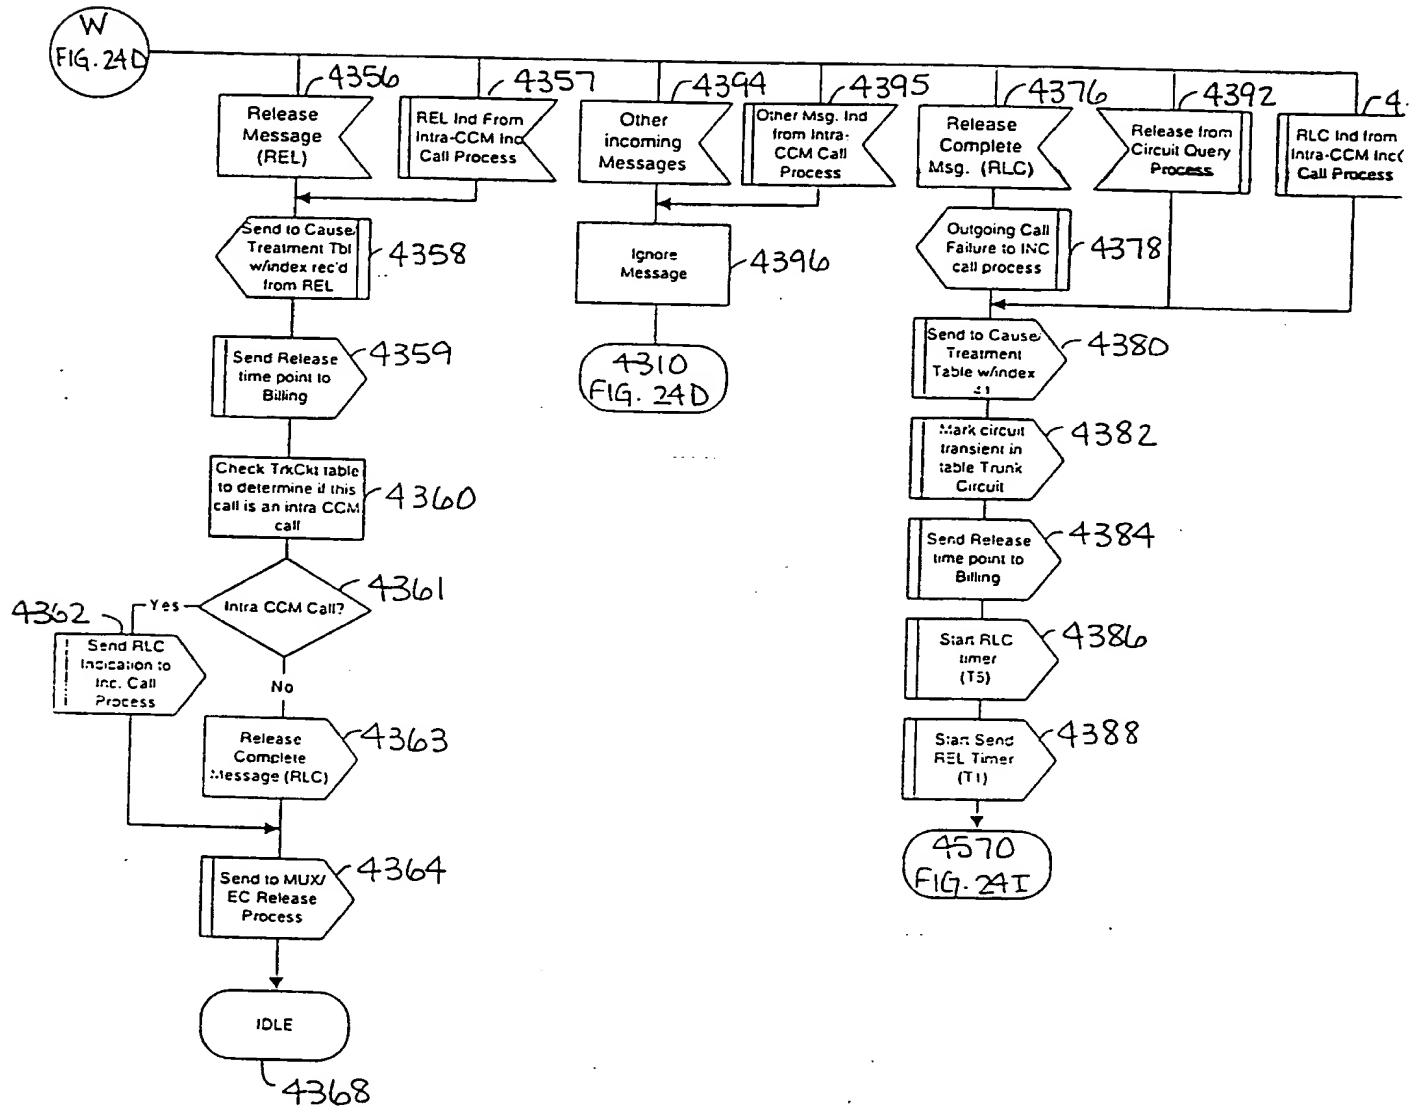 W
FIG. 24D
4356
4357
4394
4395
4376
4392
4
Release
Message
(REL)
REL Ind From
Intra-CCM Inc
Call Process
Other
incoming
Messages
Other Msg. Ind
from Intra-
CCM Call
Process
Release
Complete
Msg. (RLC)
Release from
Circuit Query
Process
RLC Ind from
Intra-CCM Inc
Call Process
Send to Cause/
Treatment Tbl
w/index rec'd
from REL
4358
Ignore
Message
4396
Outgoing Call
Failure to INC
call process
4378
Send Release
time point to
Billing
4359
4310
FIG. 24D
Send to Cause/
Treatment
Table w/index
4380
Check TrkCkt table
to determine if this
call is an intra CCM
call
4360
Mark circuit
transient in
table Trunk
Circuit
4382
Send Release
time point to
Billing
4384
Intra CCM Call?
4361
Yes
4362
Send RLC
Indication to
Inc. Call
Process
No
Start RLC
timer
(T5)
4386
Release
Complete
Message (RLC)
4363
Start Send
REL Timer
(T1)
4388
Send to MUX/
EC Release
Process
4364
4570
FIG. 24I
IDLE
4368